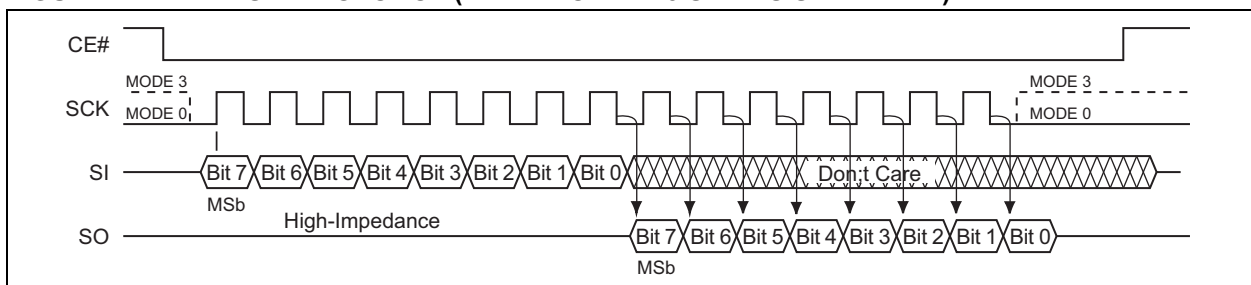 CE#
MODE 3
MODE 3
SCK
MODE 0
MODE 0
SI
Bit 7 Bit 6 Bit 5 Bit 4 Bit 3 Bit 2 Bit 1 Bit 0
Don;t Care
MSb
High-Impedance
SO
Bit 7 Bit 6 Bit 5 Bit 4 Bit 3 Bit 2 Bit 1 Bit 0
MSb